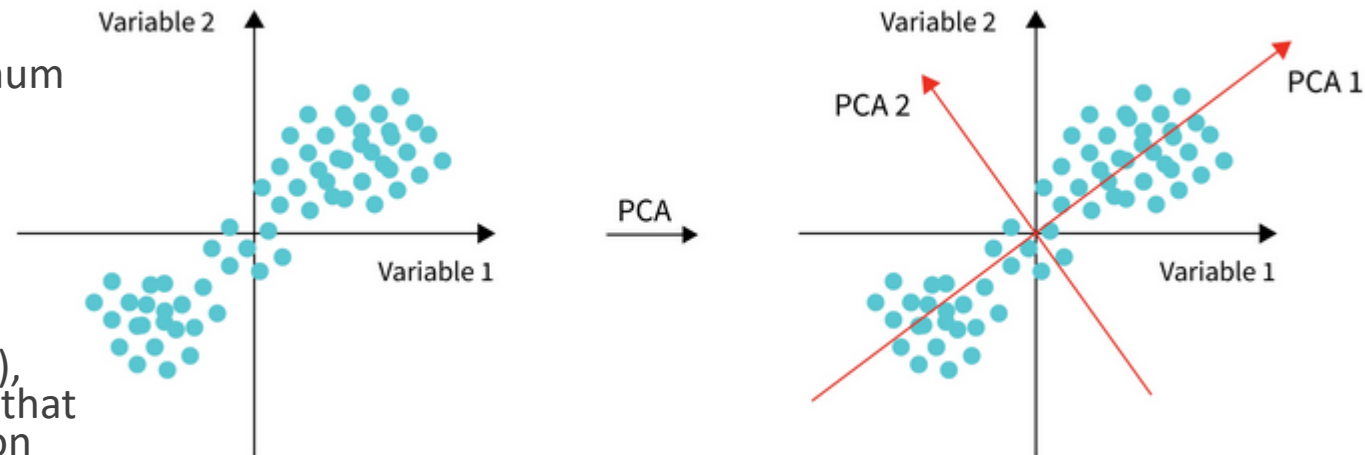 Variable 2
Variable 2
PCA 1
PCA 2
PCA
Variable 1
Variable 1
),
that